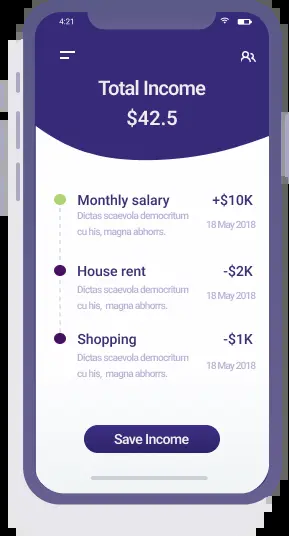 4:21
Total Income
$42.5
Monthly salary +$10K
Dictas scaevola democritum
cu his, magna abhorrs. 18 May 2018
House rent -$2K
Dictas scaevola democritum
cu his, magna abhorrs. 18 May 2018
Shopping -$1K
Dictas scaevola democritum
cu his, magna abhorrs. 18 May 2018
Save Income